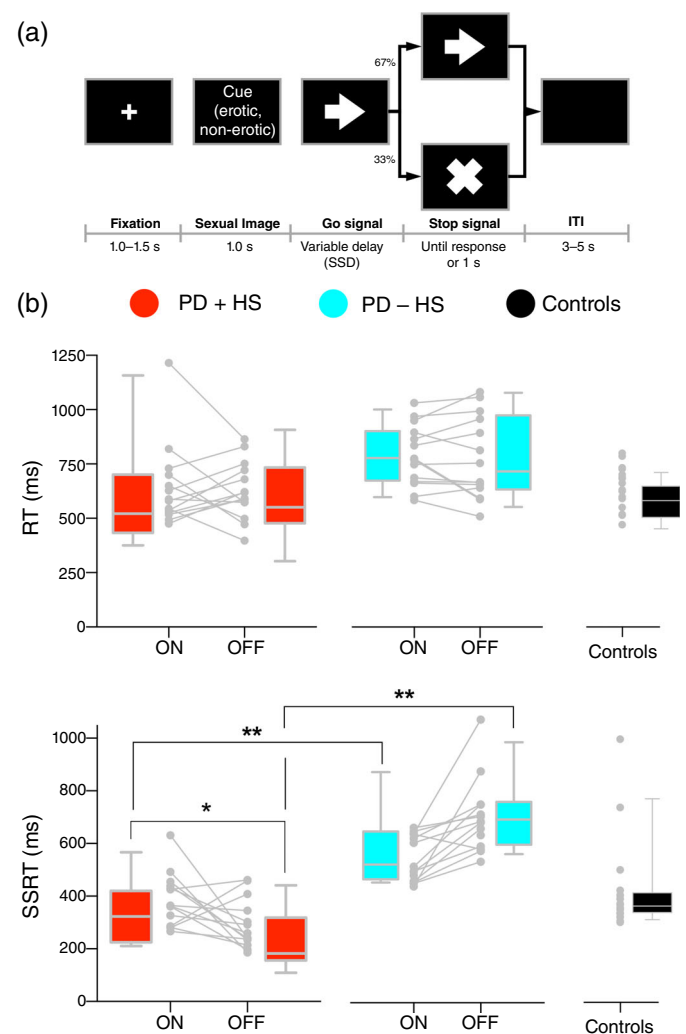 (a)
67%
Cue
(erotic,
non-erotic)
33%
Fixation Sexual Image Go signal Stop signal ITI
1.0–1.5 s 1.0 s Variable delay (SSD) Until response or 1 s 3–5 s
(b)
PD + HS PD – HS Controls
RT (ms)
1250
1000
750
500
250
0
ON OFF ON OFF Controls
SSRT (ms)
1000
800
600
400
200
0
** ** *
ON OFF ON OFF Controls